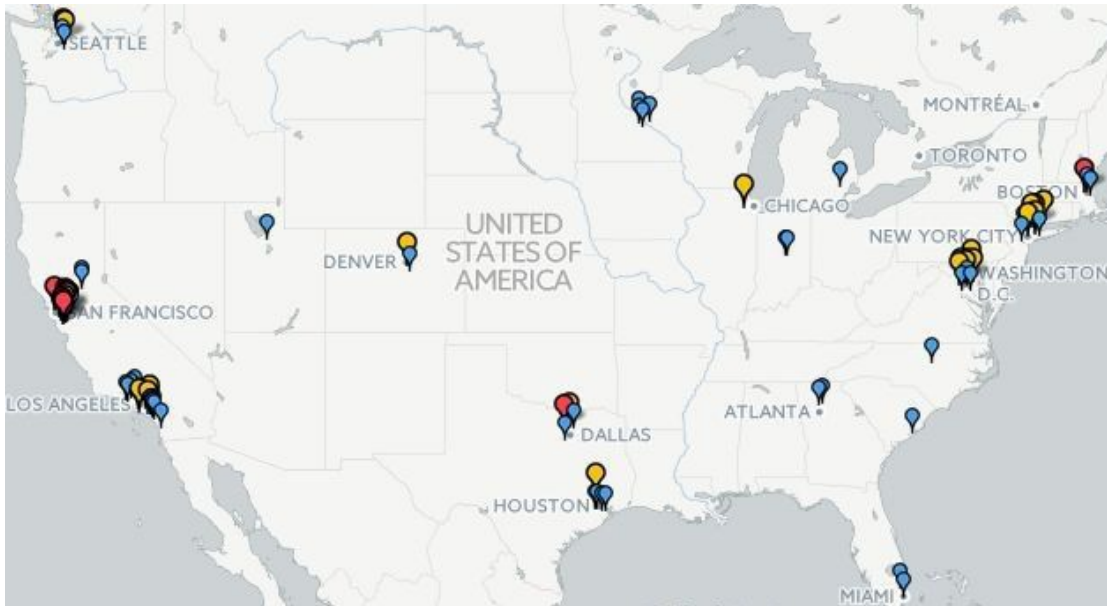 SEATTLE
MONTRÉAL
TORONTO
BOSTON
CHICAGO
UNITED
STATES OF
AMERICA
NEW YORK CITY
DENVER
WASHINGTON
D.C.
SAN FRANCISCO
LOS ANGELES
ATLANTA
DALLAS
HOUSTON
MIAMI